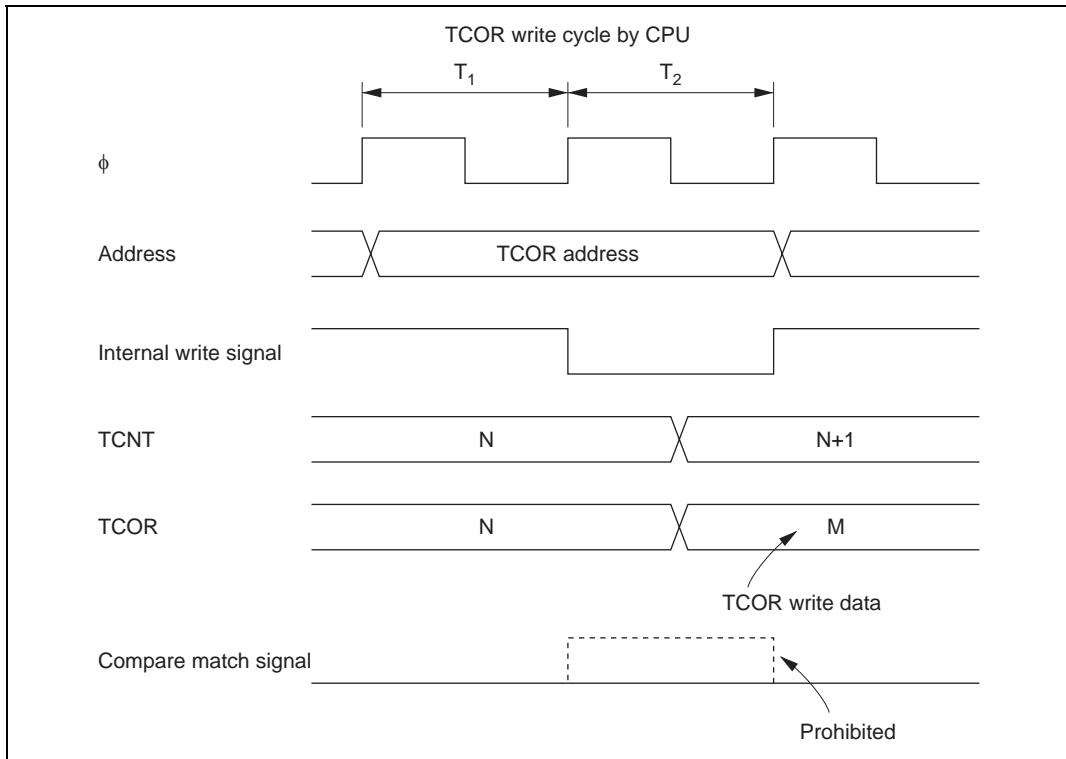 TCOR write cycle by CPU
T1 T2
ϕ
Address TCOR address
Internal write signal
TCNT N N+1
TCOR N M
TCOR write data
Compare match signal
Prohibited